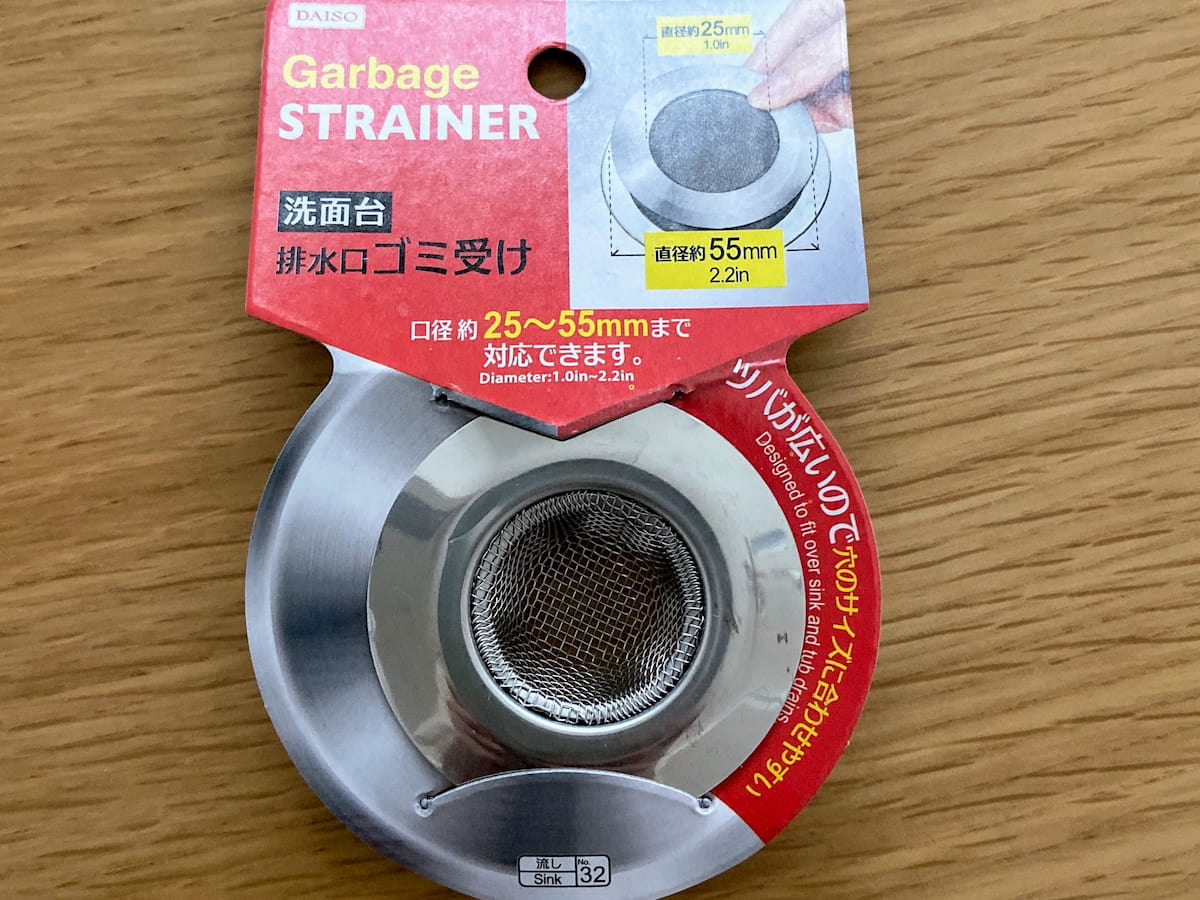 DAISO
Garbage
STRAINER
洗面台
排水口ゴミ受け
直径約25mm
1.0in
直径約55mm
2.2in
口径 約 25〜55mmまで
対応できます。
Diameter:1.0in~2.2in
ツバが広いので穴のサイズに合わせやすい。
Designed to fit over sink and tub drains
流し
Sink
No.
32